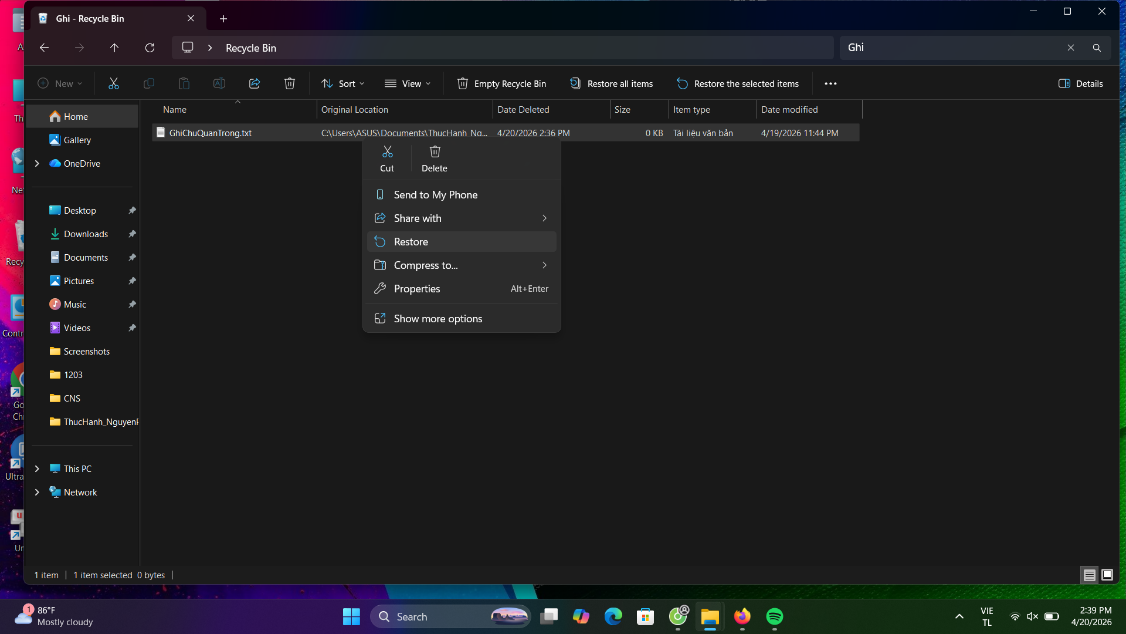 Ghi - Recycle Bin
Recycle Bin
Ghi
New
Sort
View
Empty Recycle Bin
Restore all items
Restore the selected items
Details
Name
Original Location
Date Deleted
Size
Item type
Date modified
GhiChuQuanTrong.txt
C:\Users\ASUS\Documents\ThucHanh_Ng...
4/20/2026 2:36 PM
0 KB
Tài liệu văn bản
4/19/2026 11:44 PM
Home
Gallery
OneDrive
Desktop
Downloads
Documents
Pictures
Music
Videos
Screenshots
1203
CNS
ThucHanh_Nguyen
This PC
Network
Cut
Delete
Send to My Phone
Share with
Restore
Compress to...
Properties
Alt+Enter
Show more options
1 item
1 item selected 0 bytes
86°F
Mostly cloudy
1
Search
VIE
TL
2:39 PM
4/20/2026